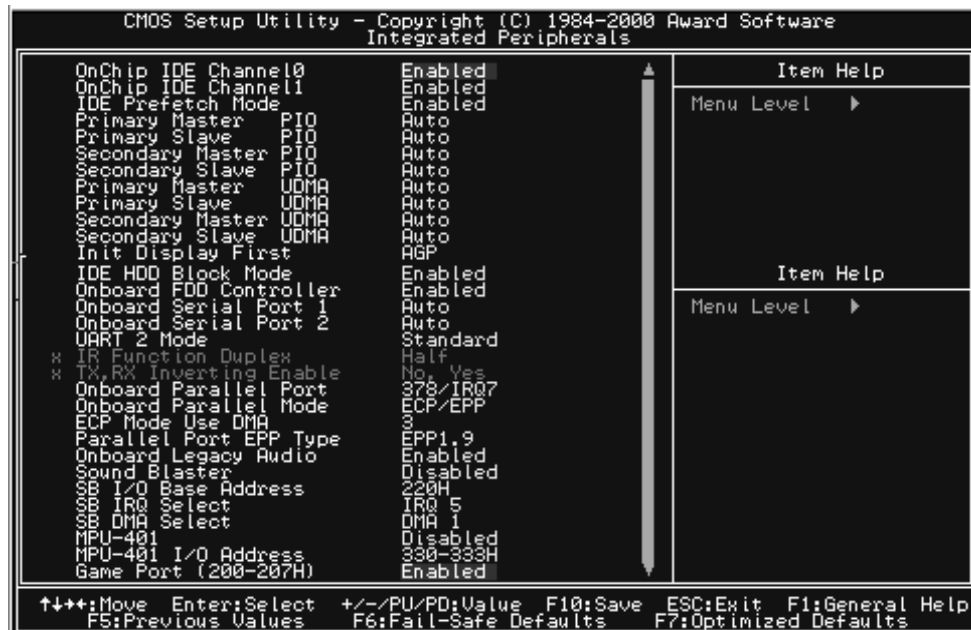 CMOS Setup Utility – Copyright (C) 1984–2000 Award Software
Integrated Peripherals
OnChip IDE Channel0 Enabled
OnChip IDE Channel1 Enabled
IDE Prefetch Mode Enabled
Primary Master PIO Auto
Primary Slave PIO Auto
Secondary Master PIO Auto
Secondary Slave PIO Auto
Primary Master UDMA Auto
Primary Slave UDMA Auto
Secondary Master UDMA Auto
Secondary Slave UDMA Auto
Init Display First AGP
IDE HDD Block Mode Enabled
Onboard FDD Controller Enabled
Onboard Serial Port 1 Auto
Onboard Serial Port 2 Auto
UART 2 Mode Standard
x IR Function Duplex Half
x TX,RX Inverting Enable No, Yes
Onboard Parallel Port 378/IRQ7
Onboard Parallel Mode ECP/EPP
ECP Mode Use DMA 3
Parallel Port EPP Type EPP1.9
Onboard Legacy Audio Enabled
Sound Blaster Disabled
SB I/O Base Address 220H
SB IRQ Select IRQ 5
SB DMA Select DMA 1
MPU-401 Disabled
MPU-401 I/O Address 330-333H
Game Port (200-207H) Enabled
Item Help
Menu Level ▶
Item Help
Menu Level ▶
↑↓→←:Move Enter:Select +/-/PU/PD:Value F10:Save ESC:Exit F1:General Help
F5:Previous Values F6:Fail-Safe Defaults F7:Optimized Defaults